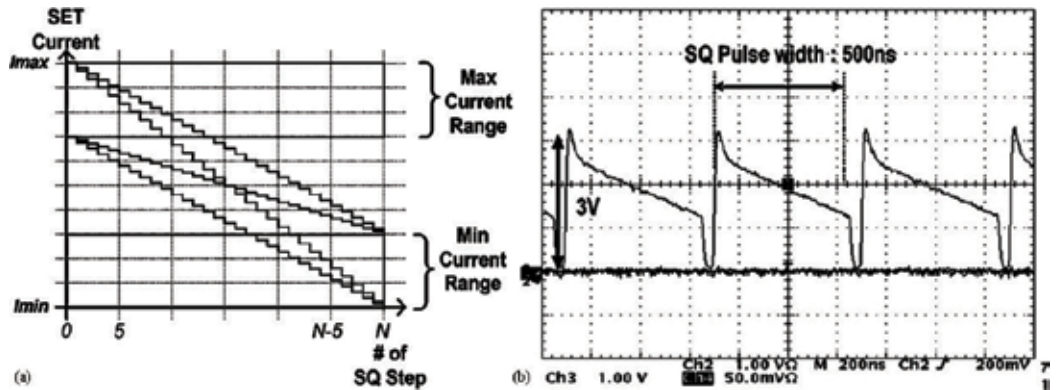 SET
Current
Imax
Max
Current
Range
Min
Current
Range
Imin
0 5 N-5 N
# of
SQ Step
(a)
SQ Pulse width : 500ns
3V
Ch2 1.00 VΩ M 200ns Ch2 200mV
Ch3 1.00 V 50.0mVΩ
(b)